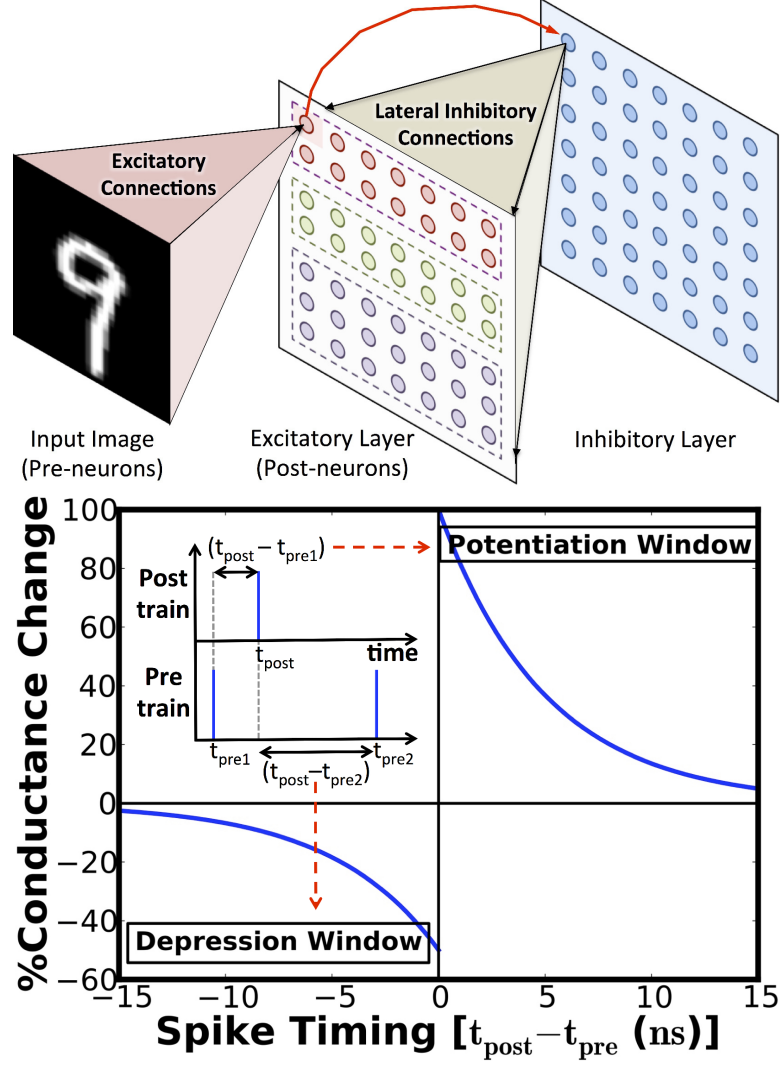 Excitatory
Connections
Lateral Inhibitory
Connections
9
Input Image
(Pre-neurons)
Excitatory Layer
(Post-neurons)
Inhibitory Layer
%Conductance Change
100
80
60
40
20
0
−20
−40
−60
(t_post − t_pre1)
Potentiation Window
Post
train
t_post
time
Pre
train
t_pre1
t_pre2
(t_post − t_pre2)
Depression Window
−15
−10
−5
0
5
10
15
Spike Timing [t_post − t_pre (ns)]